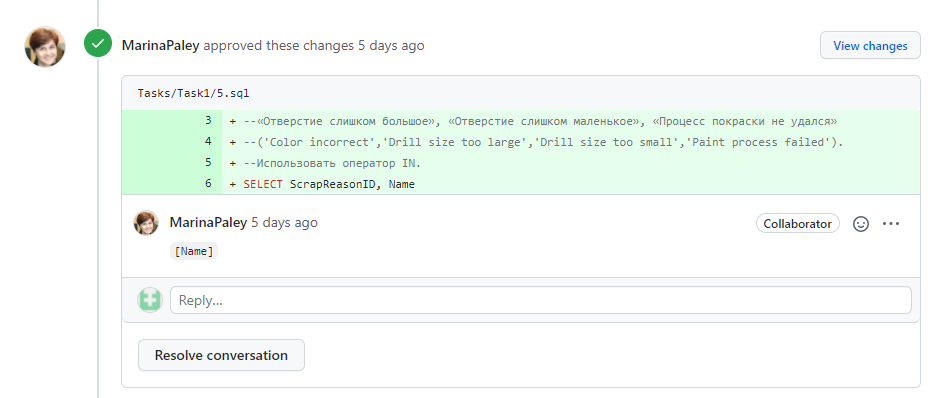 MarinaPaley approved these changes 5 days ago
View changes
Tasks/Task1/5.sql
3 + --«Отверстие слишком большое», «Отверстие слишком маленькое», «Процесс покраски не удался»
4 + --('Color incorrect','Drill size too large','Drill size too small','Paint process failed').
5 + --Использовать оператор IN.
6 + SELECT ScrapReasonID, Name
MarinaPaley 5 days ago
Collaborator
[Name]
Reply...
Resolve conversation